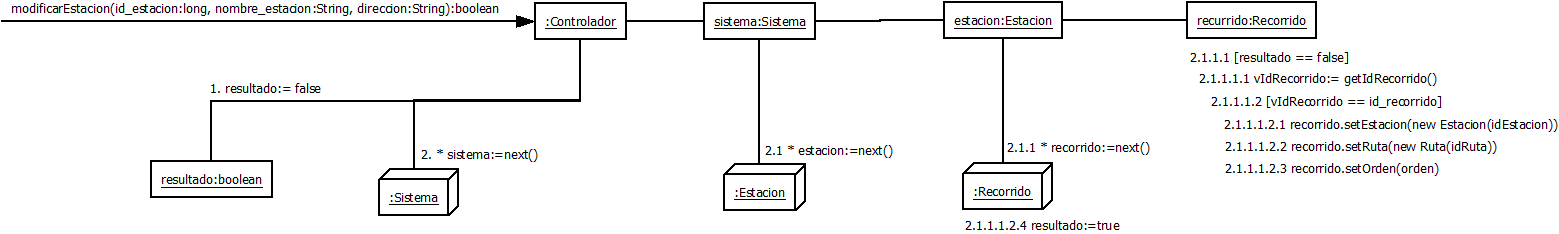 modificarEstacion(id_estacion:long, nombre_estacion:String, direccion:String):boolean
:Controlador
sistema:Sistema
estacion:Estacion
recurrido:Recorrido
1. resultado:= false
resultado:boolean
2. * sistema:=next()
:Sistema
2.1 * estacion:=next()
:Estacion
2.1.1 * recorrido:=next()
:Recorrido
2.1.1.1.2.4 resultado:=true
2.1.1.1 [resultado == false]
2.1.1.1.1 vIdRecorrido:= getIdRecorrido()
2.1.1.1.2 [vIdRecorrido == id_recorrido]
2.1.1.1.2.1 recorrido.setEstacion(new Estacion(idEstacion))
2.1.1.1.2.2 recorrido.setRuta(new Ruta(idRuta))
2.1.1.1.2.3 recorrido.setOrden(orden)